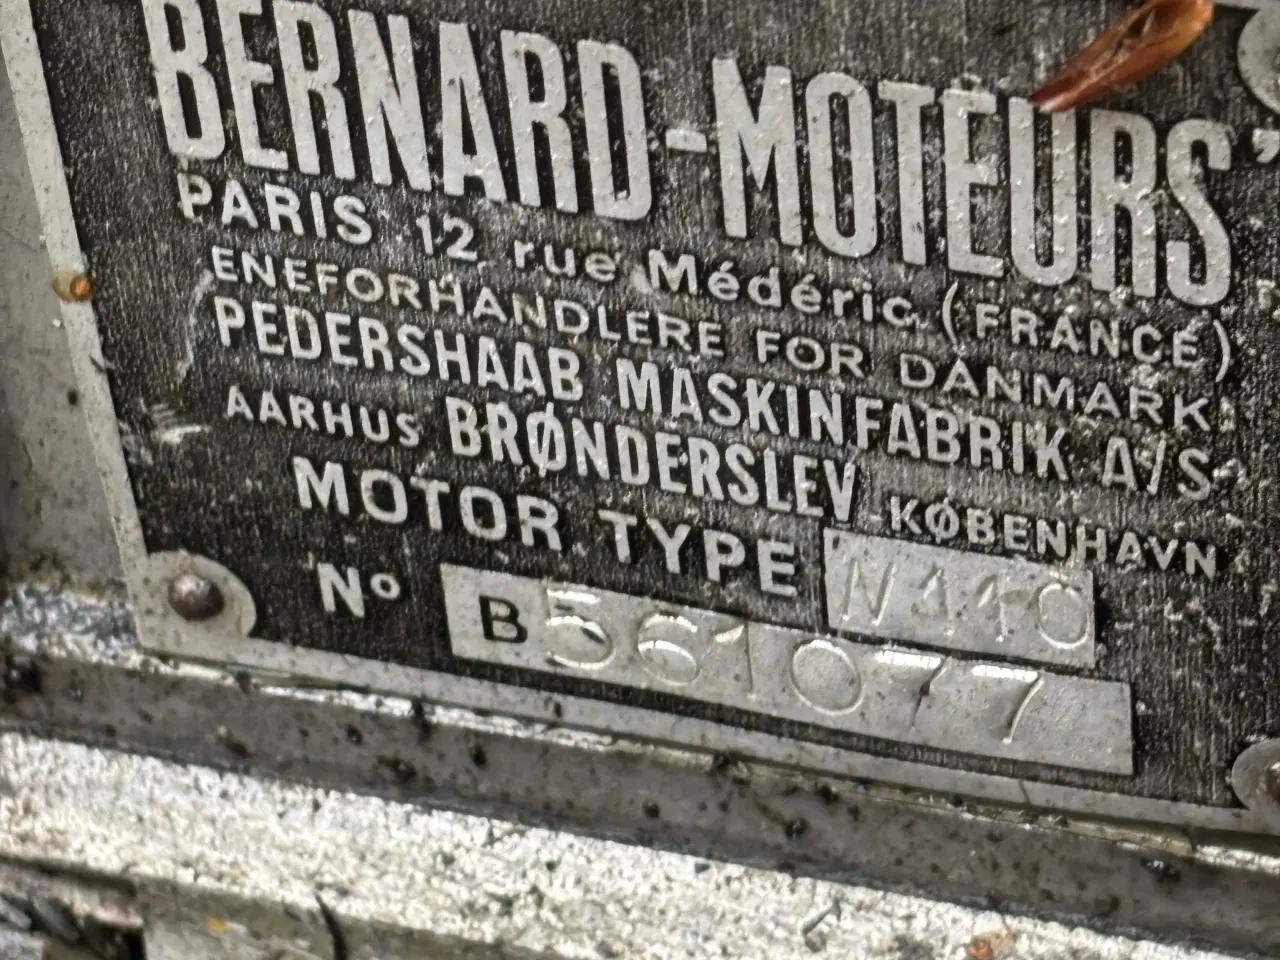 BERNARD-MOTEURS'
PARIS 12 rue Médéric. (FRANCE)
ENEFORHANDLERE FOR DANMARK:
PEDERSHAAB MASKINFABRIK A/S
AARHUS BRØNDERSLEV KØBENHAVN
MOTOR TYPE N110
No B561077